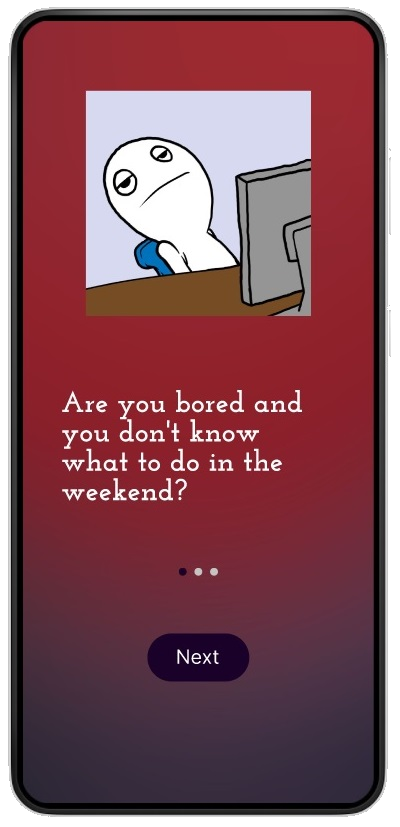 Are you bored and
you don't know
what to do in the
weekend?
Next